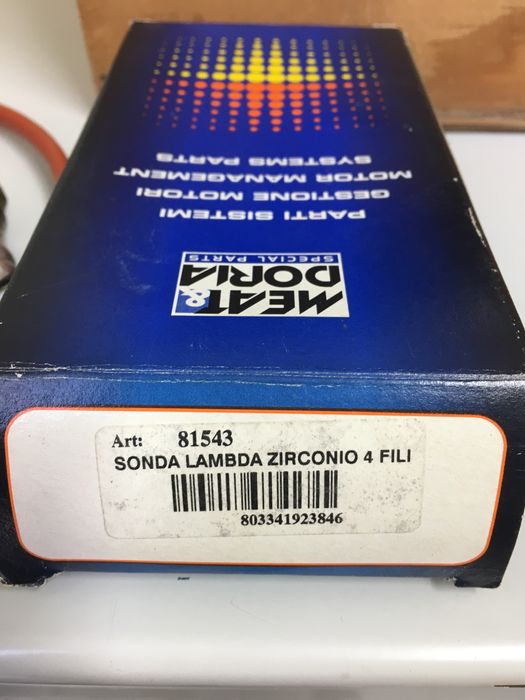 PARTI SISTEMI
GESTIONE MOTORI
MOTOR MANAGEMENT
SYSTEMS PARTS
MEAT &
DORIA
SPECIAL PARTS
Art: 81543
SONDA LAMBDA ZIRCONIO 4 FILI
803341923846